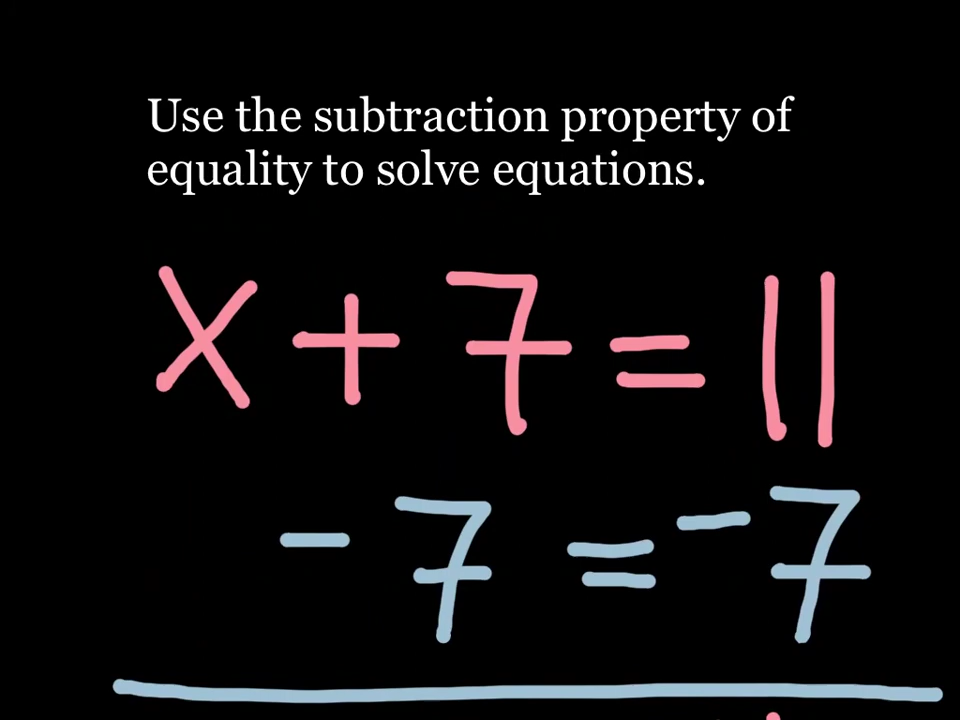 Use the subtraction property of
equality to solve equations.
x + 7 = 11
- 7 = - 7